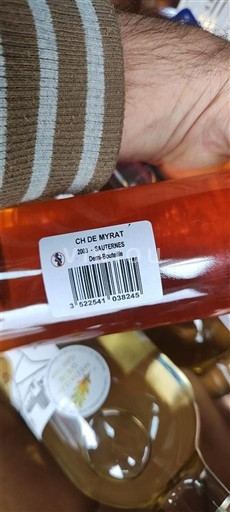 CH DE MYRAT
2003 - SAUTERNES
Demi-Bouteille
3 522541 038245